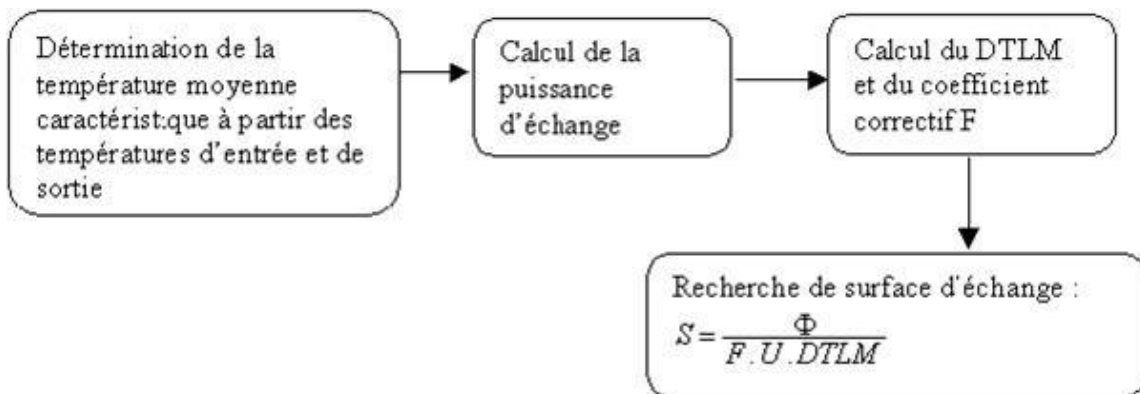 Détermination de la
température moyenne
caractérist:que à partir des
températures d'entrée et de
sortie
Calcul de la
puissance
d'échange
Calcul du DTLM
et du coefficient
correctif F
Recherche de surface d'échange :
S = Φ / F . U . DTLM